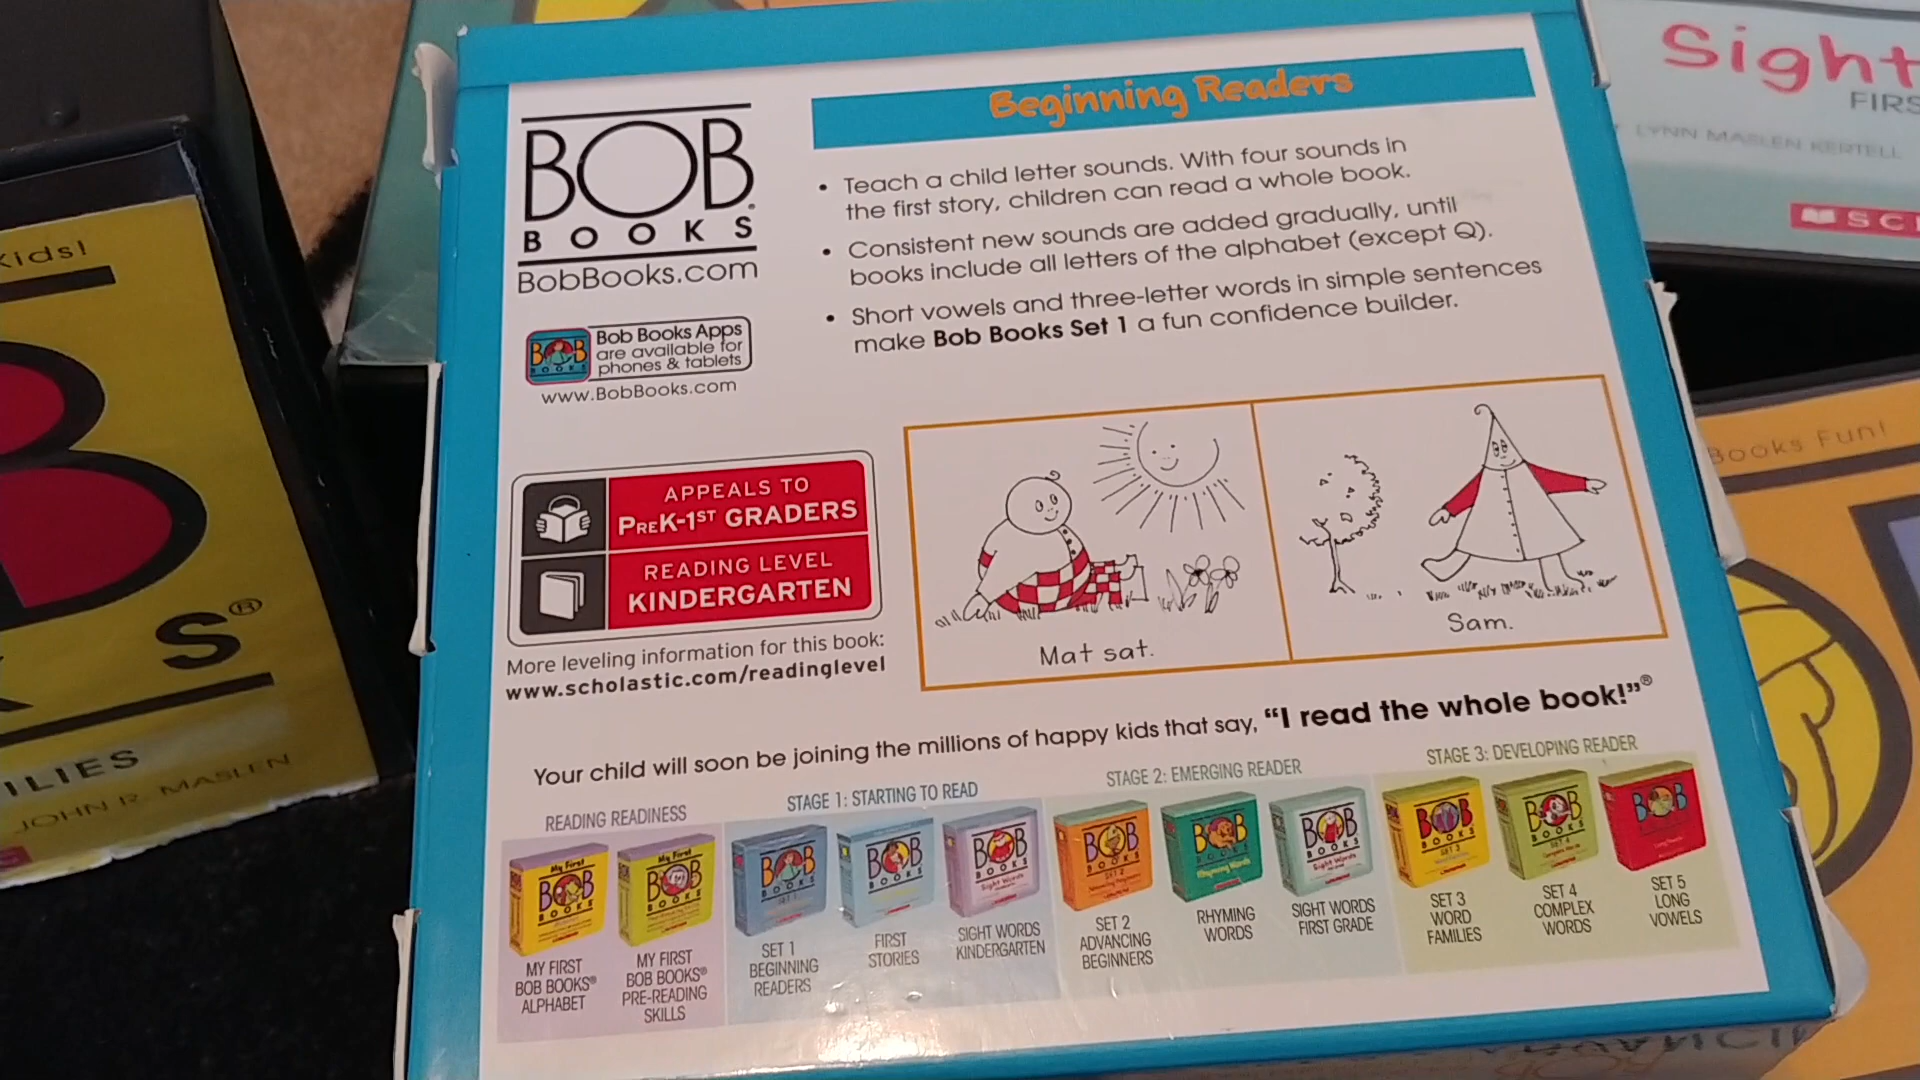 Beginning Readers
BOB®
BOOKS
BobBooks.com
Bob Books Apps
are available for
phones & tablets
BOB
BOOKS
www.BobBooks.com
• Teach a child letter sounds. With four sounds in
the first story, children can read a whole book.
• Consistent new sounds are added gradually, until
books include all letters of the alphabet (except Q).
• Short vowels and three-letter words in simple sentences
make Bob Books Set 1 a fun confidence builder.
APPEALS TO
PREK-1ST GRADERS
READING LEVEL
KINDERGARTEN
More leveling information for this book:
www.scholastic.com/readinglevel
Mat sat.
Sam.
Your child will soon be joining the millions of happy kids that say, “I read the whole book!”®
READING READINESS
STAGE 1: STARTING TO READ
STAGE 2: EMERGING READER
STAGE 3: DEVELOPING READER
MY FIRST
BOB BOOKS®
ALPHABET
MY FIRST
BOB BOOKS®
PRE-READING
SKILLS
SET 1
BEGINNING
READERS
FIRST
STORIES
SIGHT WORDS
KINDERGARTEN
SET 2
ADVANCING
BEGINNERS
RHYMING
WORDS
SIGHT WORDS
FIRST GRADE
SET 3
WORD
FAMILIES
SET 4
COMPLEX
WORDS
SET 5
LONG
VOWELS
kids!
S®
ILIES
JOHN R. MASLEN
Sight
FIRS
LYNN MASLEN KERTELL
SC
Books Fun!